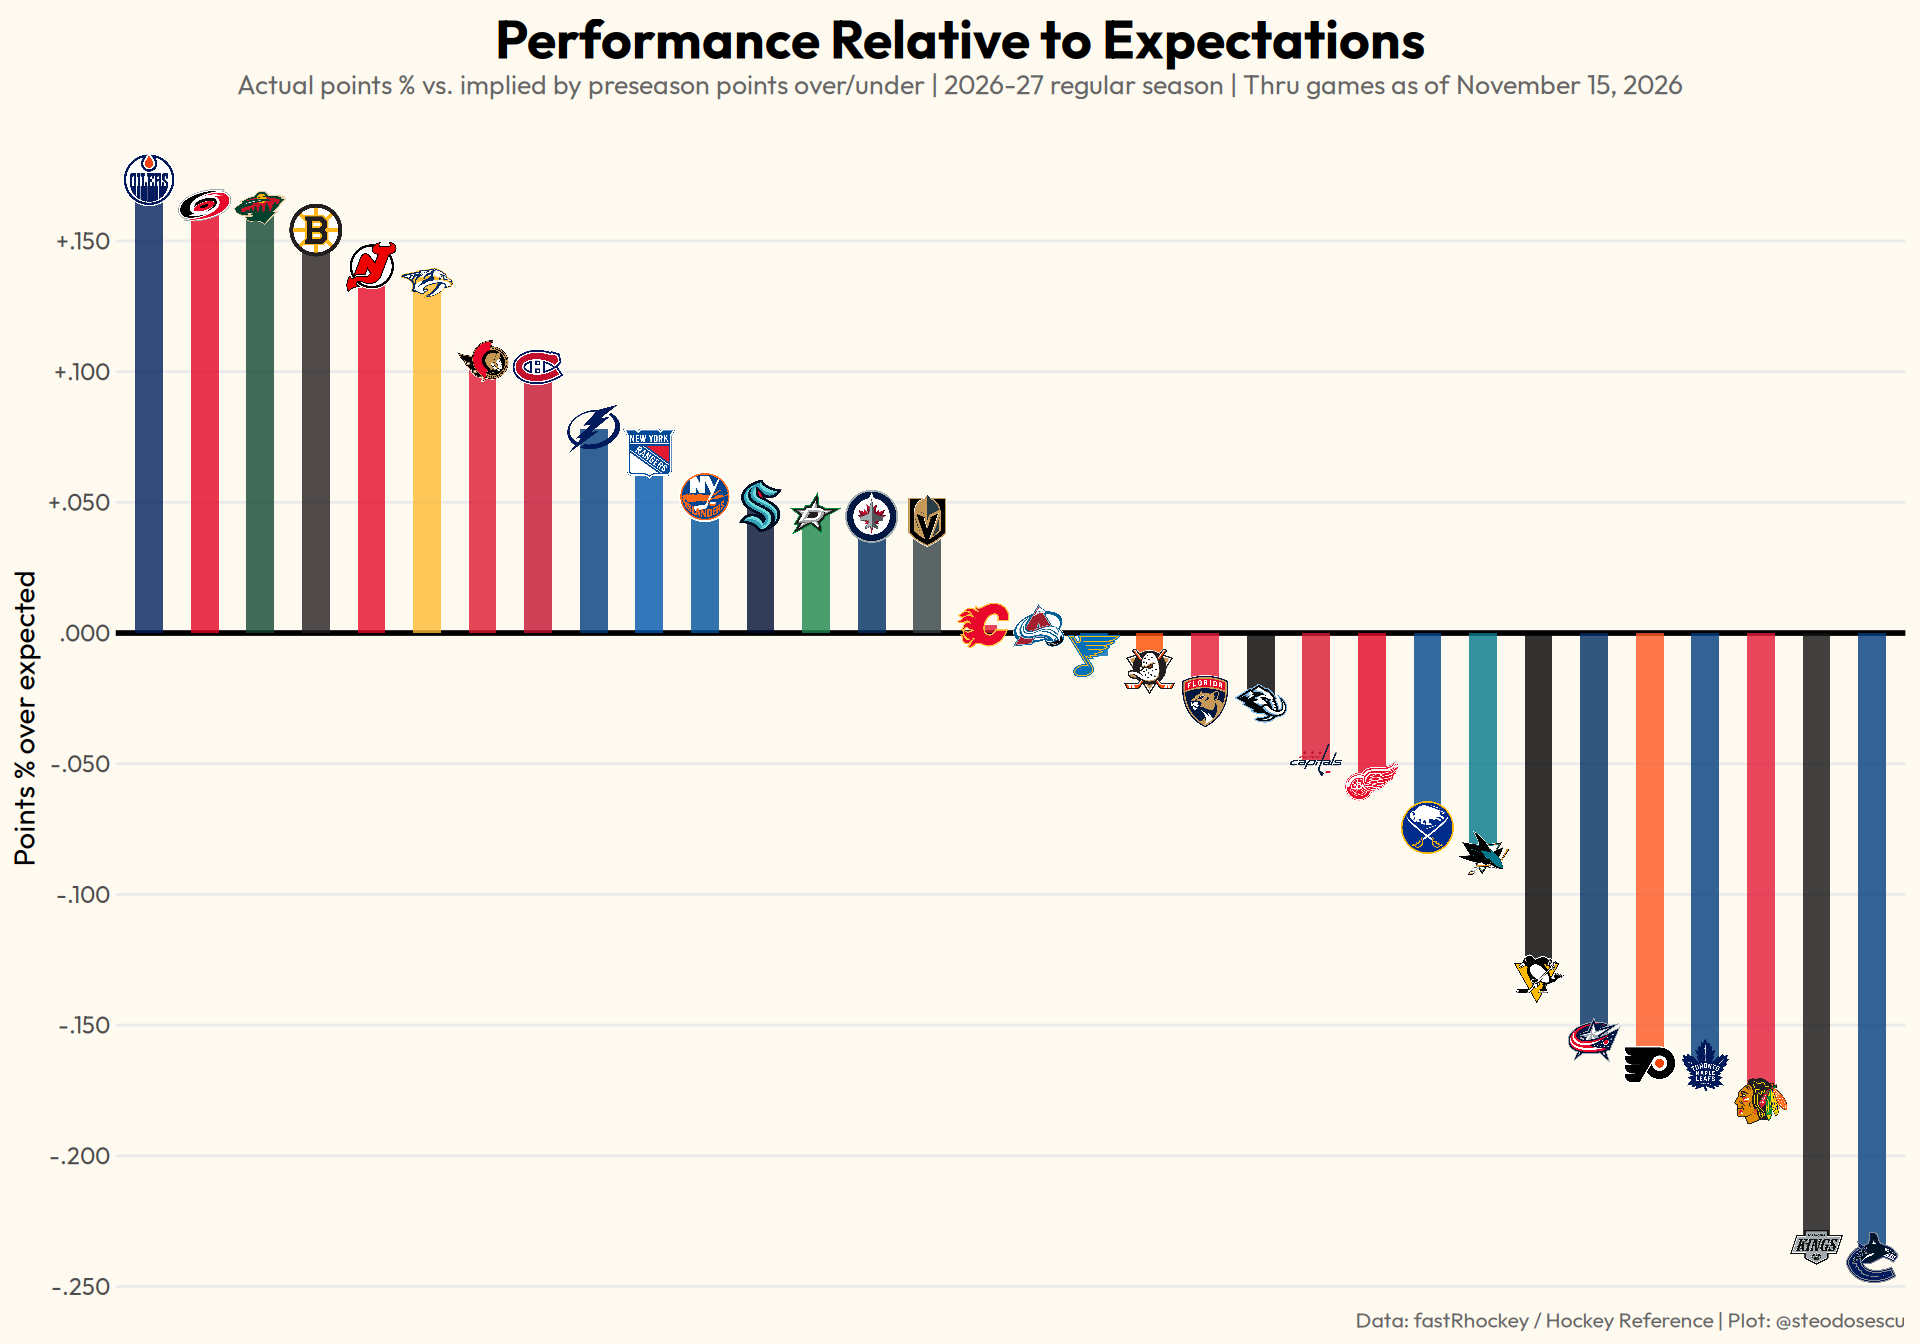 Performance Relative to Expectations
Actual points % vs. implied by preseason points over/under | 2026-27 regular season | Thru games as of November 15, 2026
Points % over expected
+.150
+.100
+.050
.000
-.050
-.100
-.150
-.200
-.250
OILERS
B
NJ
NEW YORK
RANGERS
NY
ISLANDERS
FLORIDA
capitals
TORONTO
MAPLE
LEAFS
KINGS
Data: fastRhockey / Hockey Reference | Plot: @steodosescu